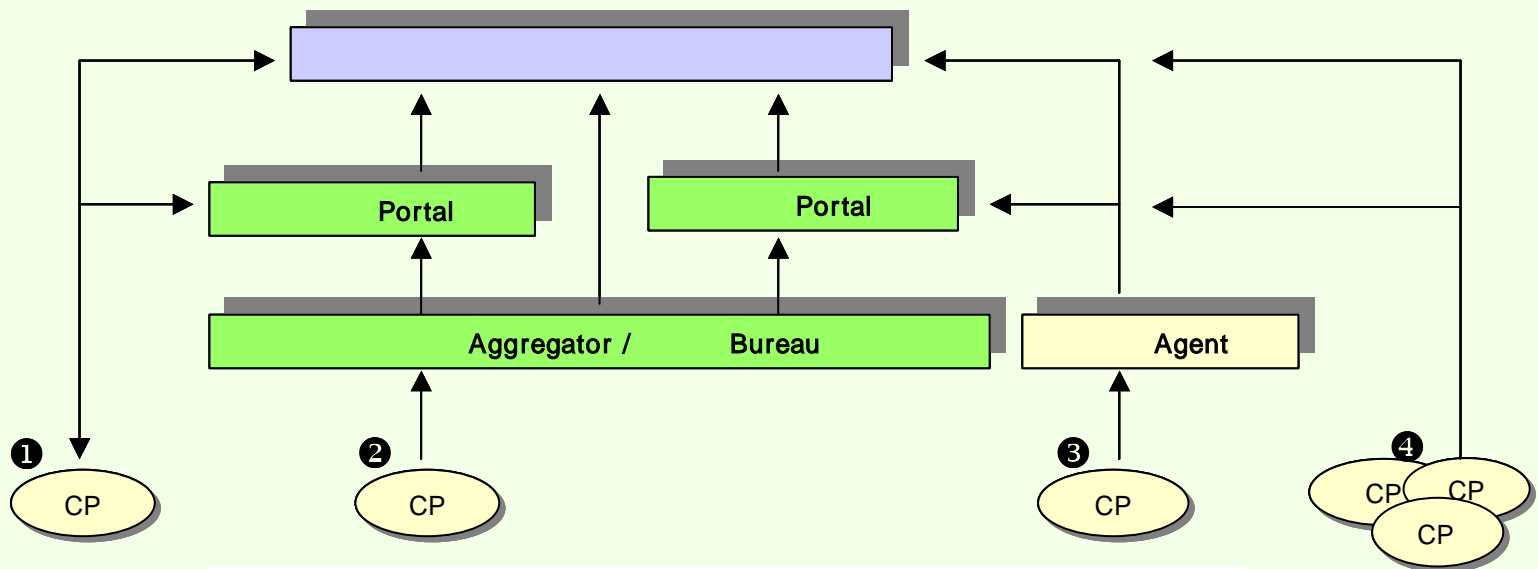 Portal
Portal
Aggregator / Bureau
Agent
❶
❷
❸
❹
CP
CP
CP
CP
CP
CP